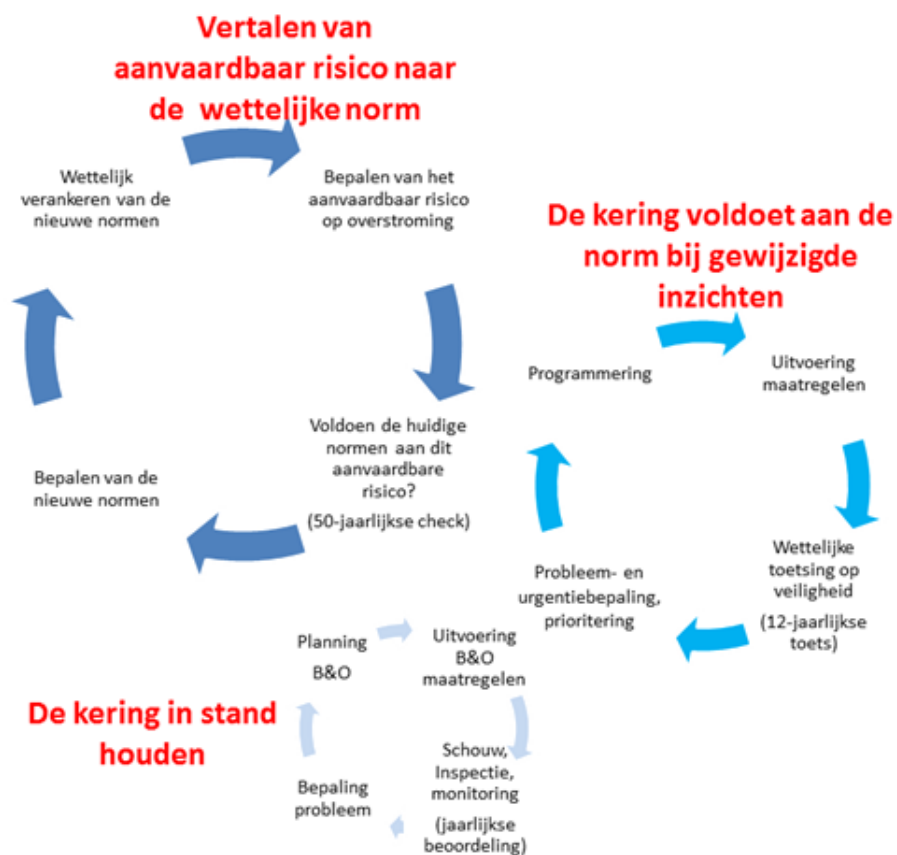 Vertalen van
aanvaardbaar risico naar
de wettelijke norm
Wettelijk
verankeren van de
nieuwe normen
Bepalen van het
aanvaardbaar risico
op overstroming
Voldoen de huidige
normen aan dit
aanvaardbare
risico?
(50-jaarlijkse check)
Bepalen van de
nieuwe normen
De kering voldoet aan de
norm bij gewijzigde
inzichten
Programmering
Uitvoering
maatregelen
Wettelijke
toetsing op
veiligheid
(12-jaarlijkse
toets)
Probleem- en
urgentiebepaling,
prioritering
De kering in stand
houden
Planning
B&O
Uitvoering
B&O
maatregelen
Schouw,
Inspectie,
monitoring
(jaarlijkse
beoordeling)
Bepaling
probleem